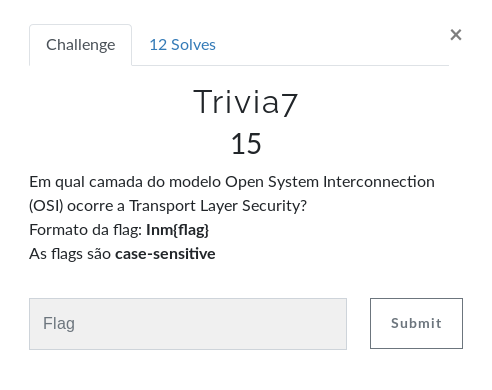 Challenge
12 Solves
×
Trivia7
15
Em qual camada do modelo Open System Interconnection
(OSI) ocorre a Transport Layer Security?
Formato da flag: Inm{flag}
As flags são case-sensitive
Flag
Submit